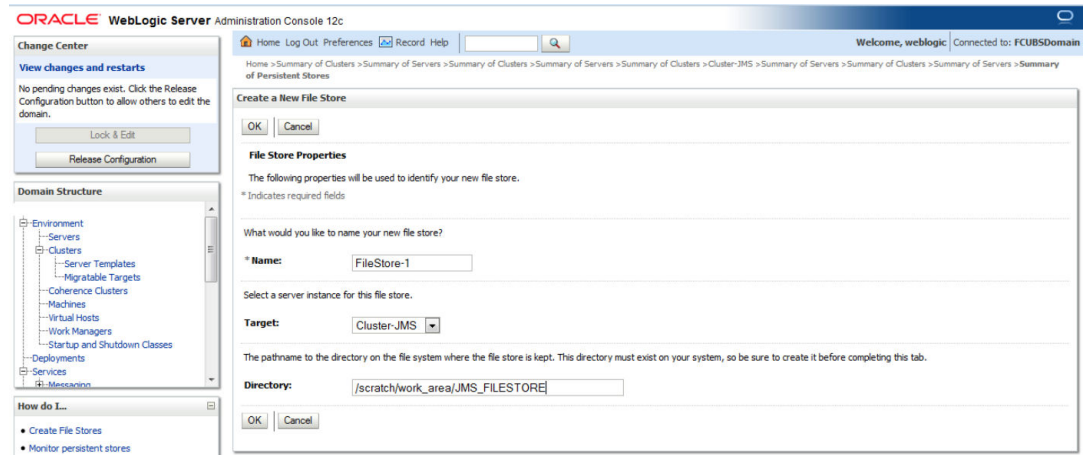 ORACLE WebLogic Server Administration Console 12c
Change Center
View changes and restarts
No pending changes exist. Click the Release
Configuration button to allow others to edit the
domain.
Lock & Edit
Release Configuration
Domain Structure
Environment
Servers
Clusters
Server Templates
Migratable Targets
Coherence Clusters
Machines
Virtual Hosts
Work Managers
Startup and Shutdown Classes
Deployments
Services
Messaging
How do I...
Create File Stores
Monitor persistent stores
Home Log Out Preferences Record Help
Welcome, weblogic Connected to: FCUBSDomain
Home >Summary of Clusters >Summary of Servers >Summary of Clusters >Summary of Servers >Summary of Clusters >Cluster-JMS >Summary of Servers >Summary of Clusters >Summary of Servers >Summary
of Persistent Stores
Create a New File Store
OK Cancel
File Store Properties
The following properties will be used to identify your new file store.
* Indicates required fields
What would you like to name your new file store?
* Name: FileStore-1
Select a server instance for this file store.
Target: Cluster-JMS
The pathname to the directory on the file system where the file store is kept. This directory must exist on your system, so be sure to create it before completing this tab.
Directory: /scratch/work_area/JMS_FILESTORE
OK Cancel